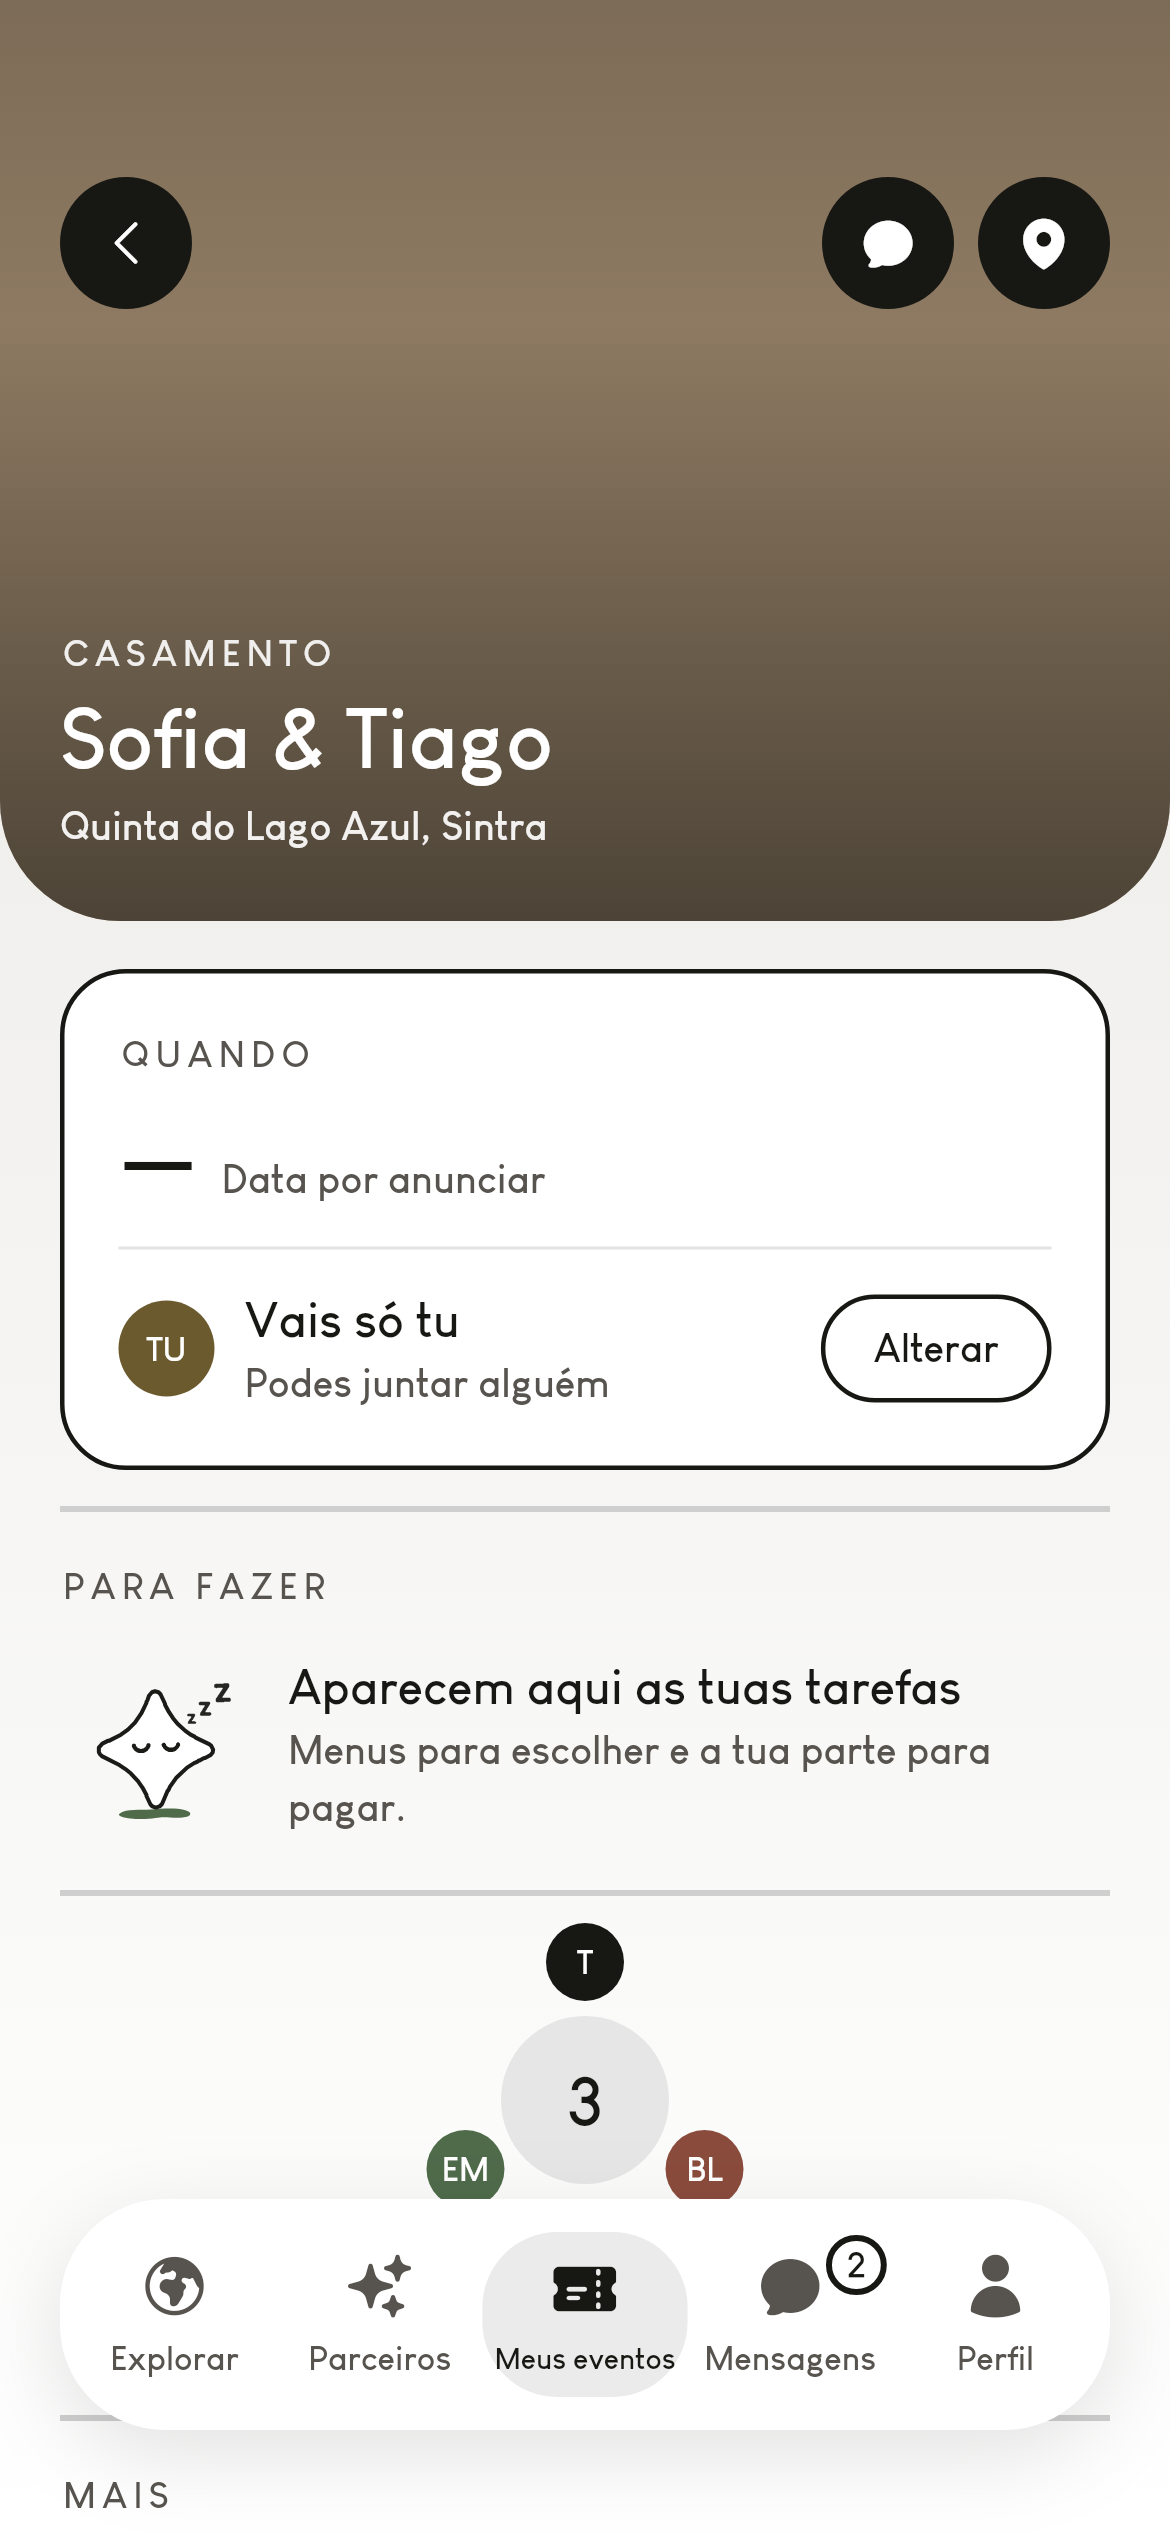 CASAMENTO
Sofia & Tiago
Quinta do Lago Azul, Sintra
QUANDO
— Data por anunciar
TU
Vais só tu
Podes juntar alguém
Alterar
PARA FAZER
z z z
Aparecem aqui as tuas tarefas
Menus para escolher e a tua parte para
pagar.
T
3
EM
BL
2
Explorar
Parceiros
Meus eventos
Mensagens
Perfil
MAIS